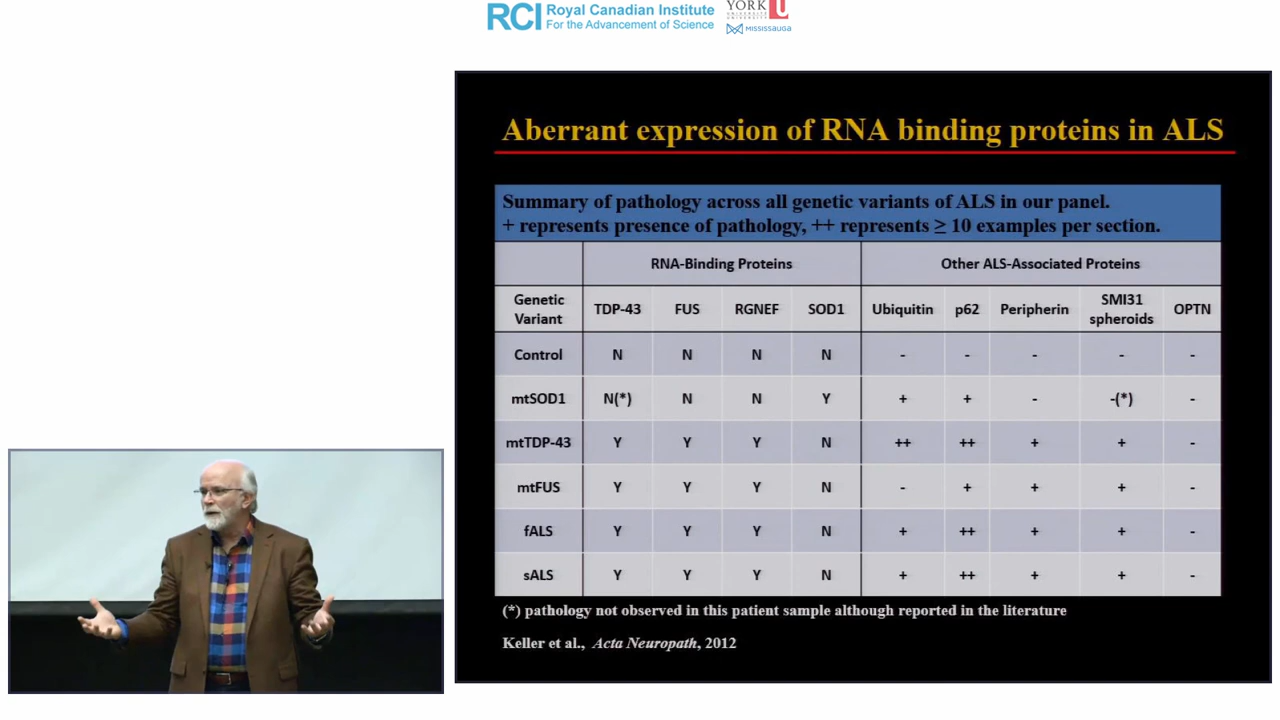 RCI Royal Canadian Institute
For the Advancement of Science
YORK U
UNIVERSITÉ
UNIVERSITY
MISSISSAUGA
Aberrant expression of RNA binding proteins in ALS
Summary of pathology across all genetic variants of ALS in our panel.
+ represents presence of pathology, ++ represents ≥ 10 examples per section.
RNA-Binding Proteins Other ALS-Associated Proteins
Genetic Variant TDP-43 FUS RGNEF SOD1 Ubiquitin p62 Peripherin SMI31 spheroids OPTN
Control N N N N - - - - -
mtSOD1 N(*) N N Y + + - -(*) -
mtTDP-43 Y Y Y N ++ ++ + + -
mtFUS Y Y Y N - + + + -
fALS Y Y Y N + ++ + + -
sALS Y Y Y N + ++ + + -
(*) pathology not observed in this patient sample although reported in the literature
Keller et al., Acta Neuropath, 2012